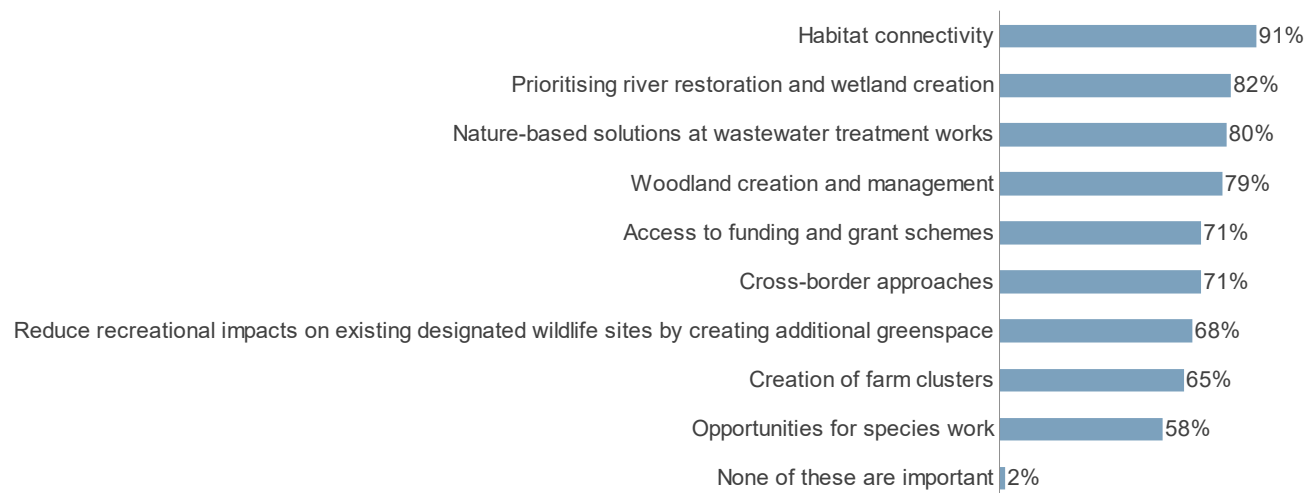 Habitat connectivity 91%
Prioritising river restoration and wetland creation 82%
Nature-based solutions at wastewater treatment works 80%
Woodland creation and management 79%
Access to funding and grant schemes 71%
Cross-border approaches 71%
Reduce recreational impacts on existing designated wildlife sites by creating additional greenspace 68%
Creation of farm clusters 65%
Opportunities for species work 58%
None of these are important 2%